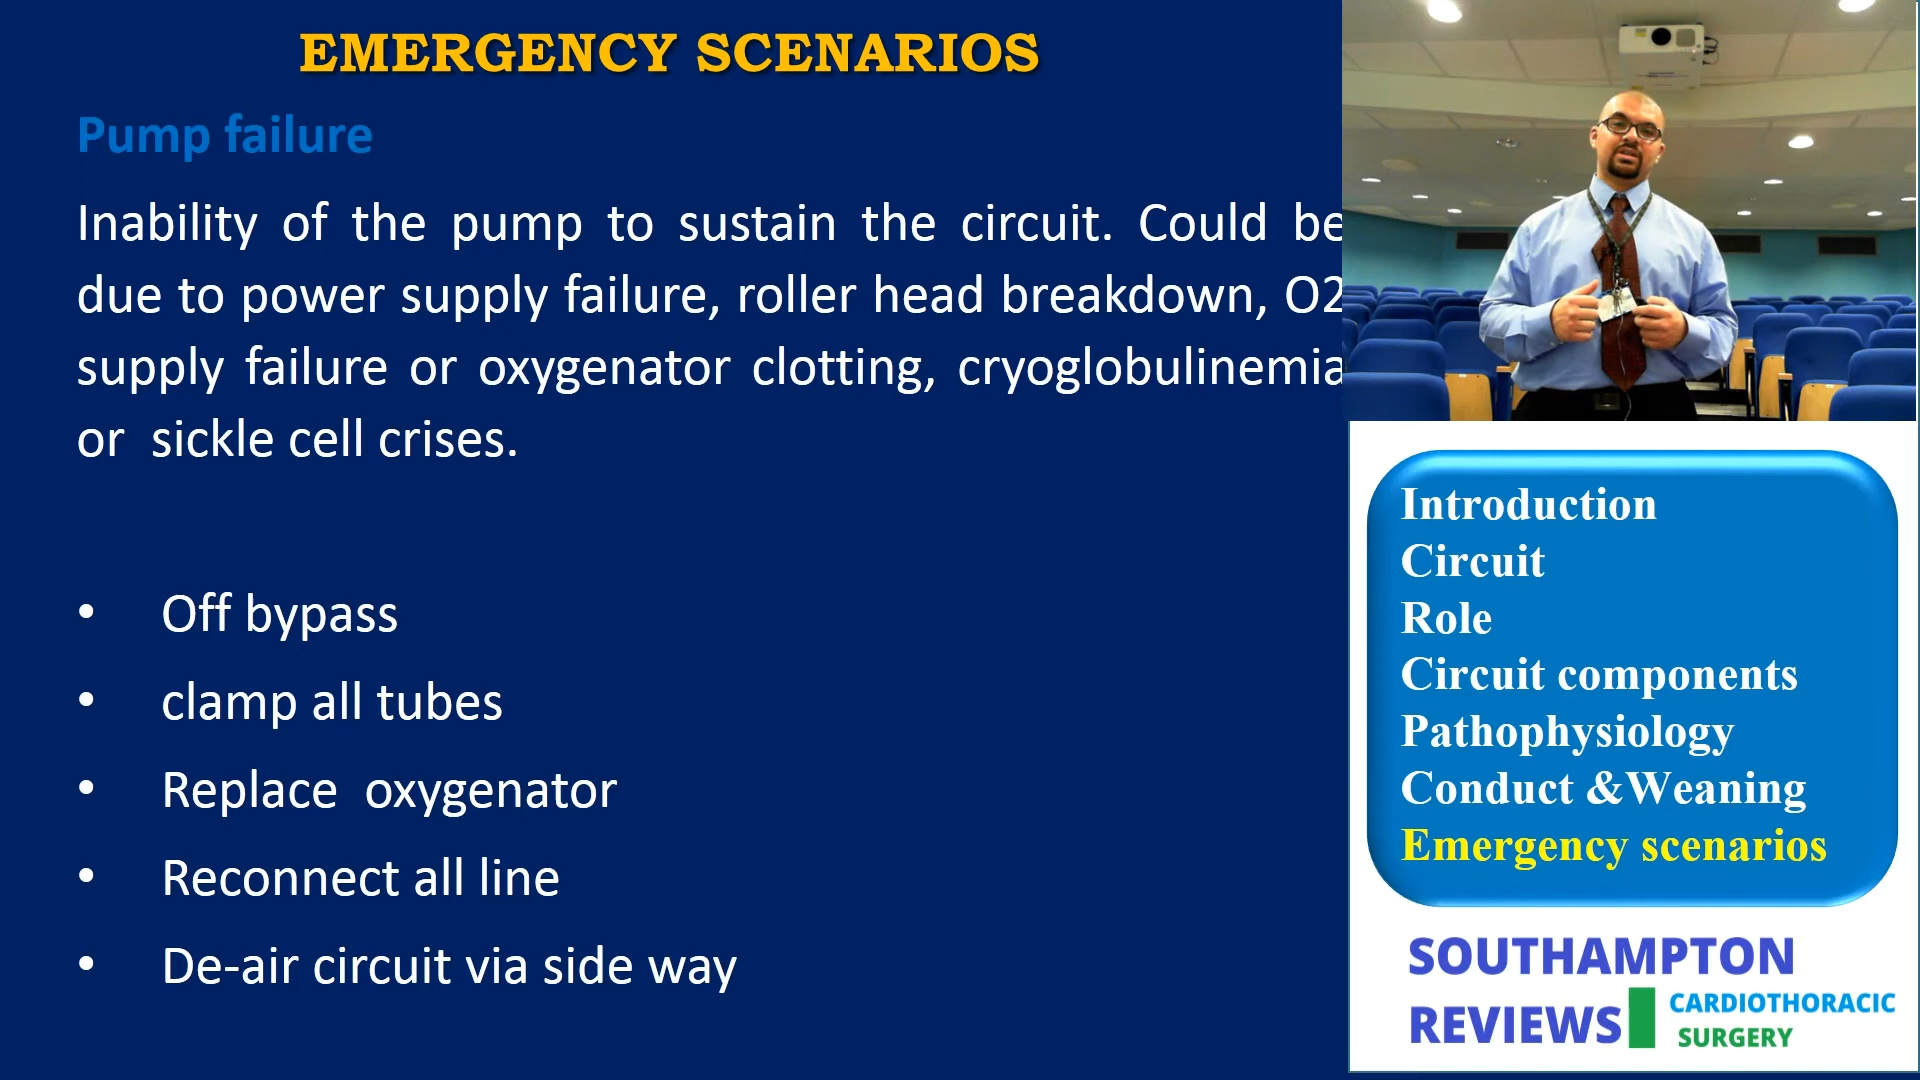 EMERGENCY SCENARIOS
Pump failure
Inability of the pump to sustain the circuit. Could be
due to power supply failure, roller head breakdown, O2
supply failure or oxygenator clotting, cryoglobulinemia
or sickle cell crises.
• Off bypass
• clamp all tubes
• Replace oxygenator
• Reconnect all line
• De-air circuit via side way
Introduction
Circuit
Role
Circuit components
Pathophysiology
Conduct &Weaning
Emergency scenarios
SOUTHAMPTON
REVIEWS
CARDIOTHORACIC
SURGERY